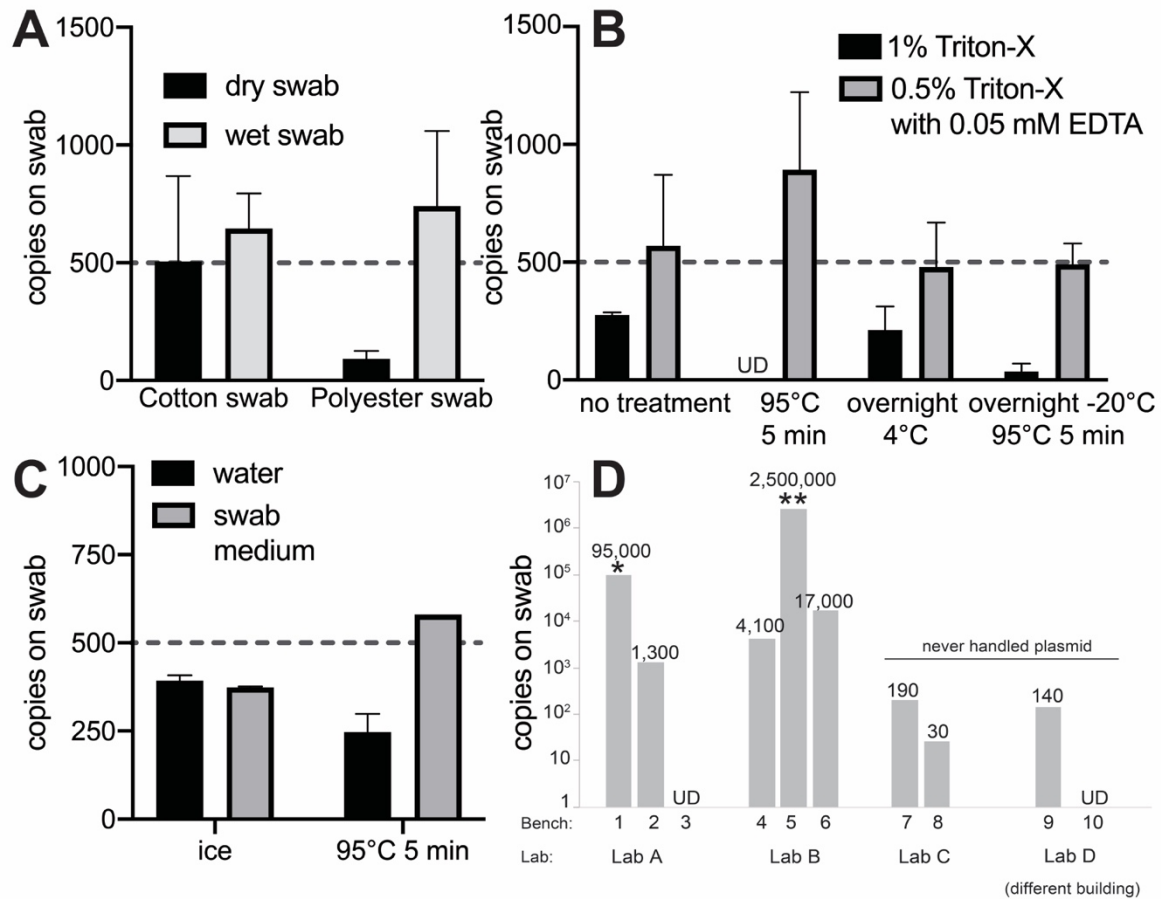 A
1500
1000
500
0
copies on swab
dry swab
wet swab
Cotton swab Polyester swab
B
1500
1000
500
0
copies on swab
1% Triton-X
0.5% Triton-X
with 0.05 mM EDTA
UD
no treatment 95°C overnight overnight -20°C
5 min 4°C 95°C 5 min
C
1000
750
500
250
0
copies on swab
water
swab
medium
ice 95°C 5 min
D
10⁷
10⁶
10⁵
10⁴
10³
10²
10
1
copies on swab
2,500,000
**
95,000
*
17,000
4,100
1,300
never handled plasmid
190
140
30
UD UD
Bench: 1 2 3 4 5 6 7 8 9 10
Lab: Lab A Lab B Lab C Lab D
(different building)